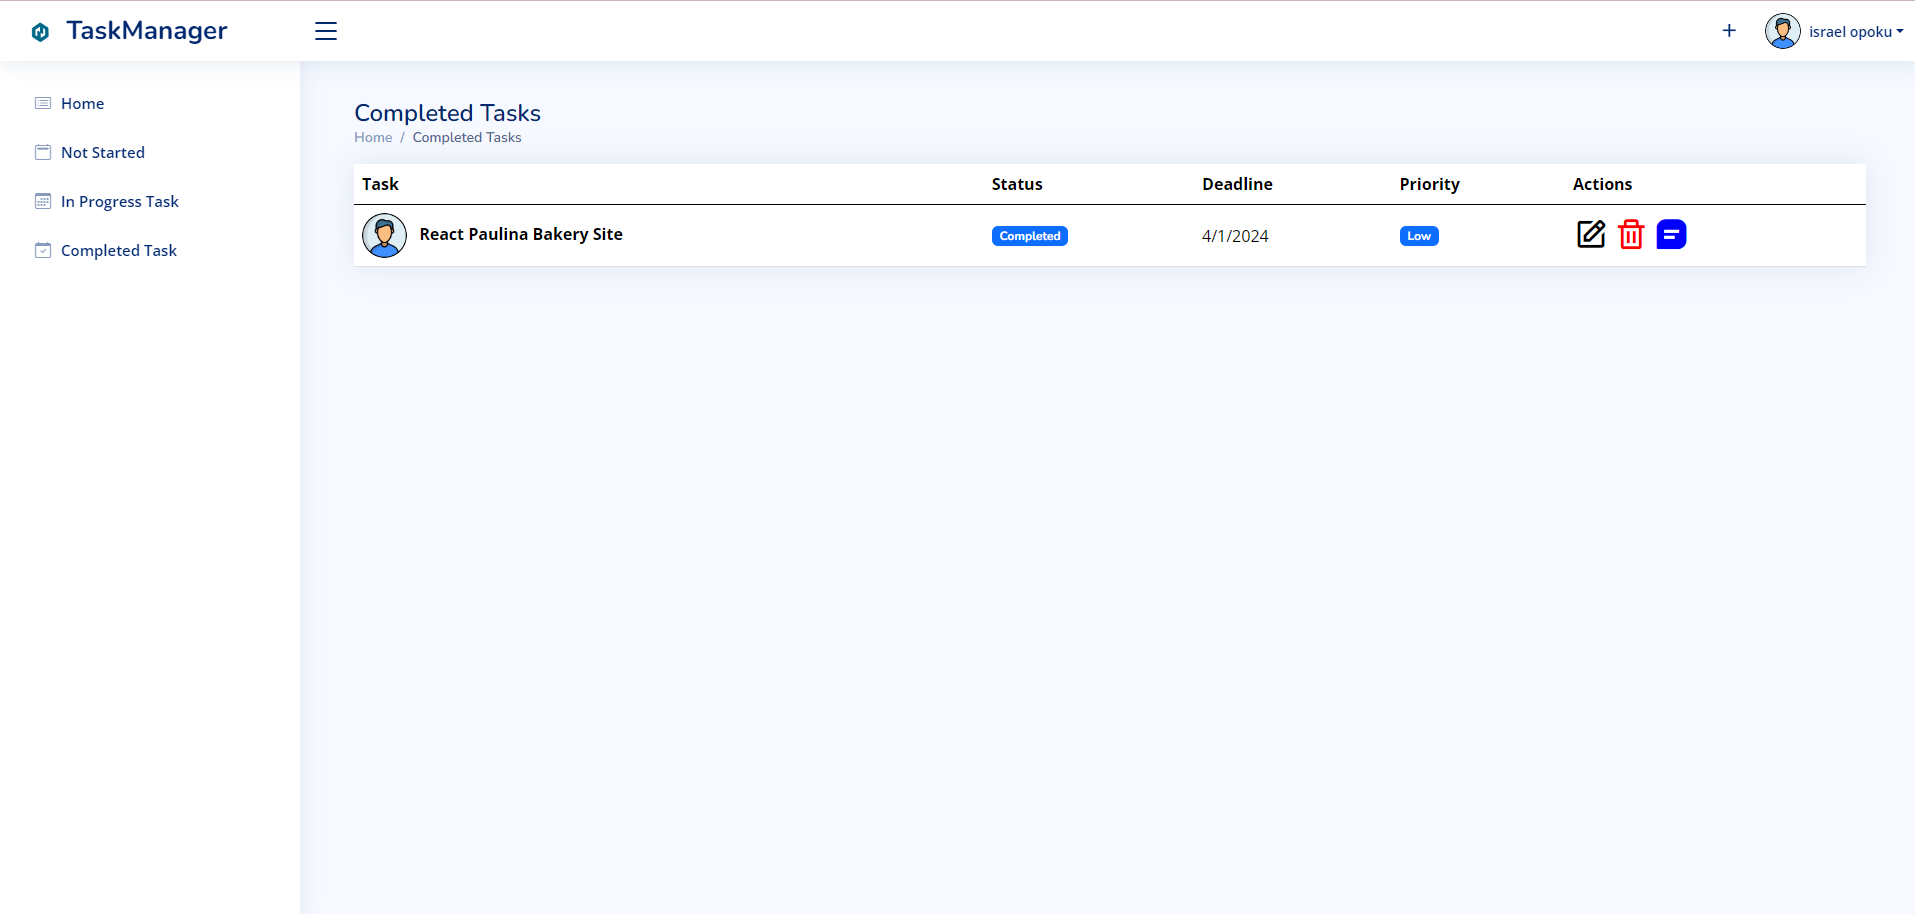 TaskManager
israel opoku
Home
Not Started
In Progress Task
Completed Task
Completed Tasks
Home / Completed Tasks
Task Status Deadline Priority Actions
React Paulina Bakery Site Completed 4/1/2024 Low